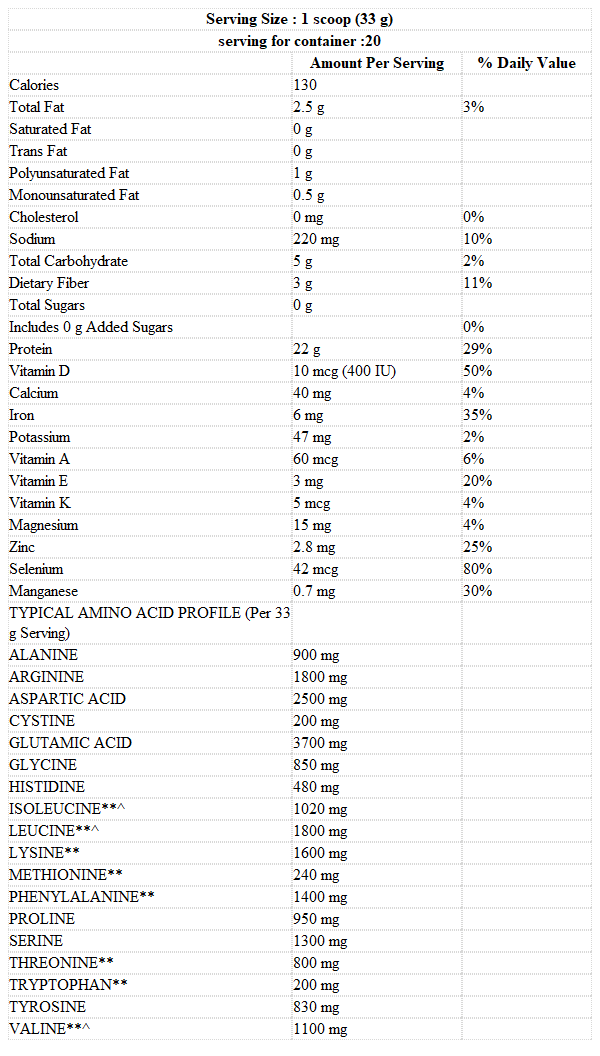 Serving Size : 1 scoop (33 g)
serving for container :20
Amount Per Serving % Daily Value
Calories 130
Total Fat 2.5 g 3%
Saturated Fat 0 g
Trans Fat 0 g
Polyunsaturated Fat 1 g
Monounsaturated Fat 0.5 g
Cholesterol 0 mg 0%
Sodium 220 mg 10%
Total Carbohydrate 5 g 2%
Dietary Fiber 3 g 11%
Total Sugars 0 g
Includes 0 g Added Sugars 0%
Protein 22 g 29%
Vitamin D 10 mcg (400 IU) 50%
Calcium 40 mg 4%
Iron 6 mg 35%
Potassium 47 mg 2%
Vitamin A 60 mcg 6%
Vitamin E 3 mg 20%
Vitamin K 5 mcg 4%
Magnesium 15 mg 4%
Zinc 2.8 mg 25%
Selenium 42 mcg 80%
Manganese 0.7 mg 30%
TYPICAL AMINO ACID PROFILE (Per 33
g Serving)
ALANINE 900 mg
ARGININE 1800 mg
ASPARTIC ACID 2500 mg
CYSTINE 200 mg
GLUTAMIC ACID 3700 mg
GLYCINE 850 mg
HISTIDINE 480 mg
ISOLEUCINE**^ 1020 mg
LEUCINE**^ 1800 mg
LYSINE** 1600 mg
METHIONINE** 240 mg
PHENYLALANINE** 1400 mg
PROLINE 950 mg
SERINE 1300 mg
THREONINE** 800 mg
TRYPTOPHAN** 200 mg
TYROSINE 830 mg
VALINE**^ 1100 mg